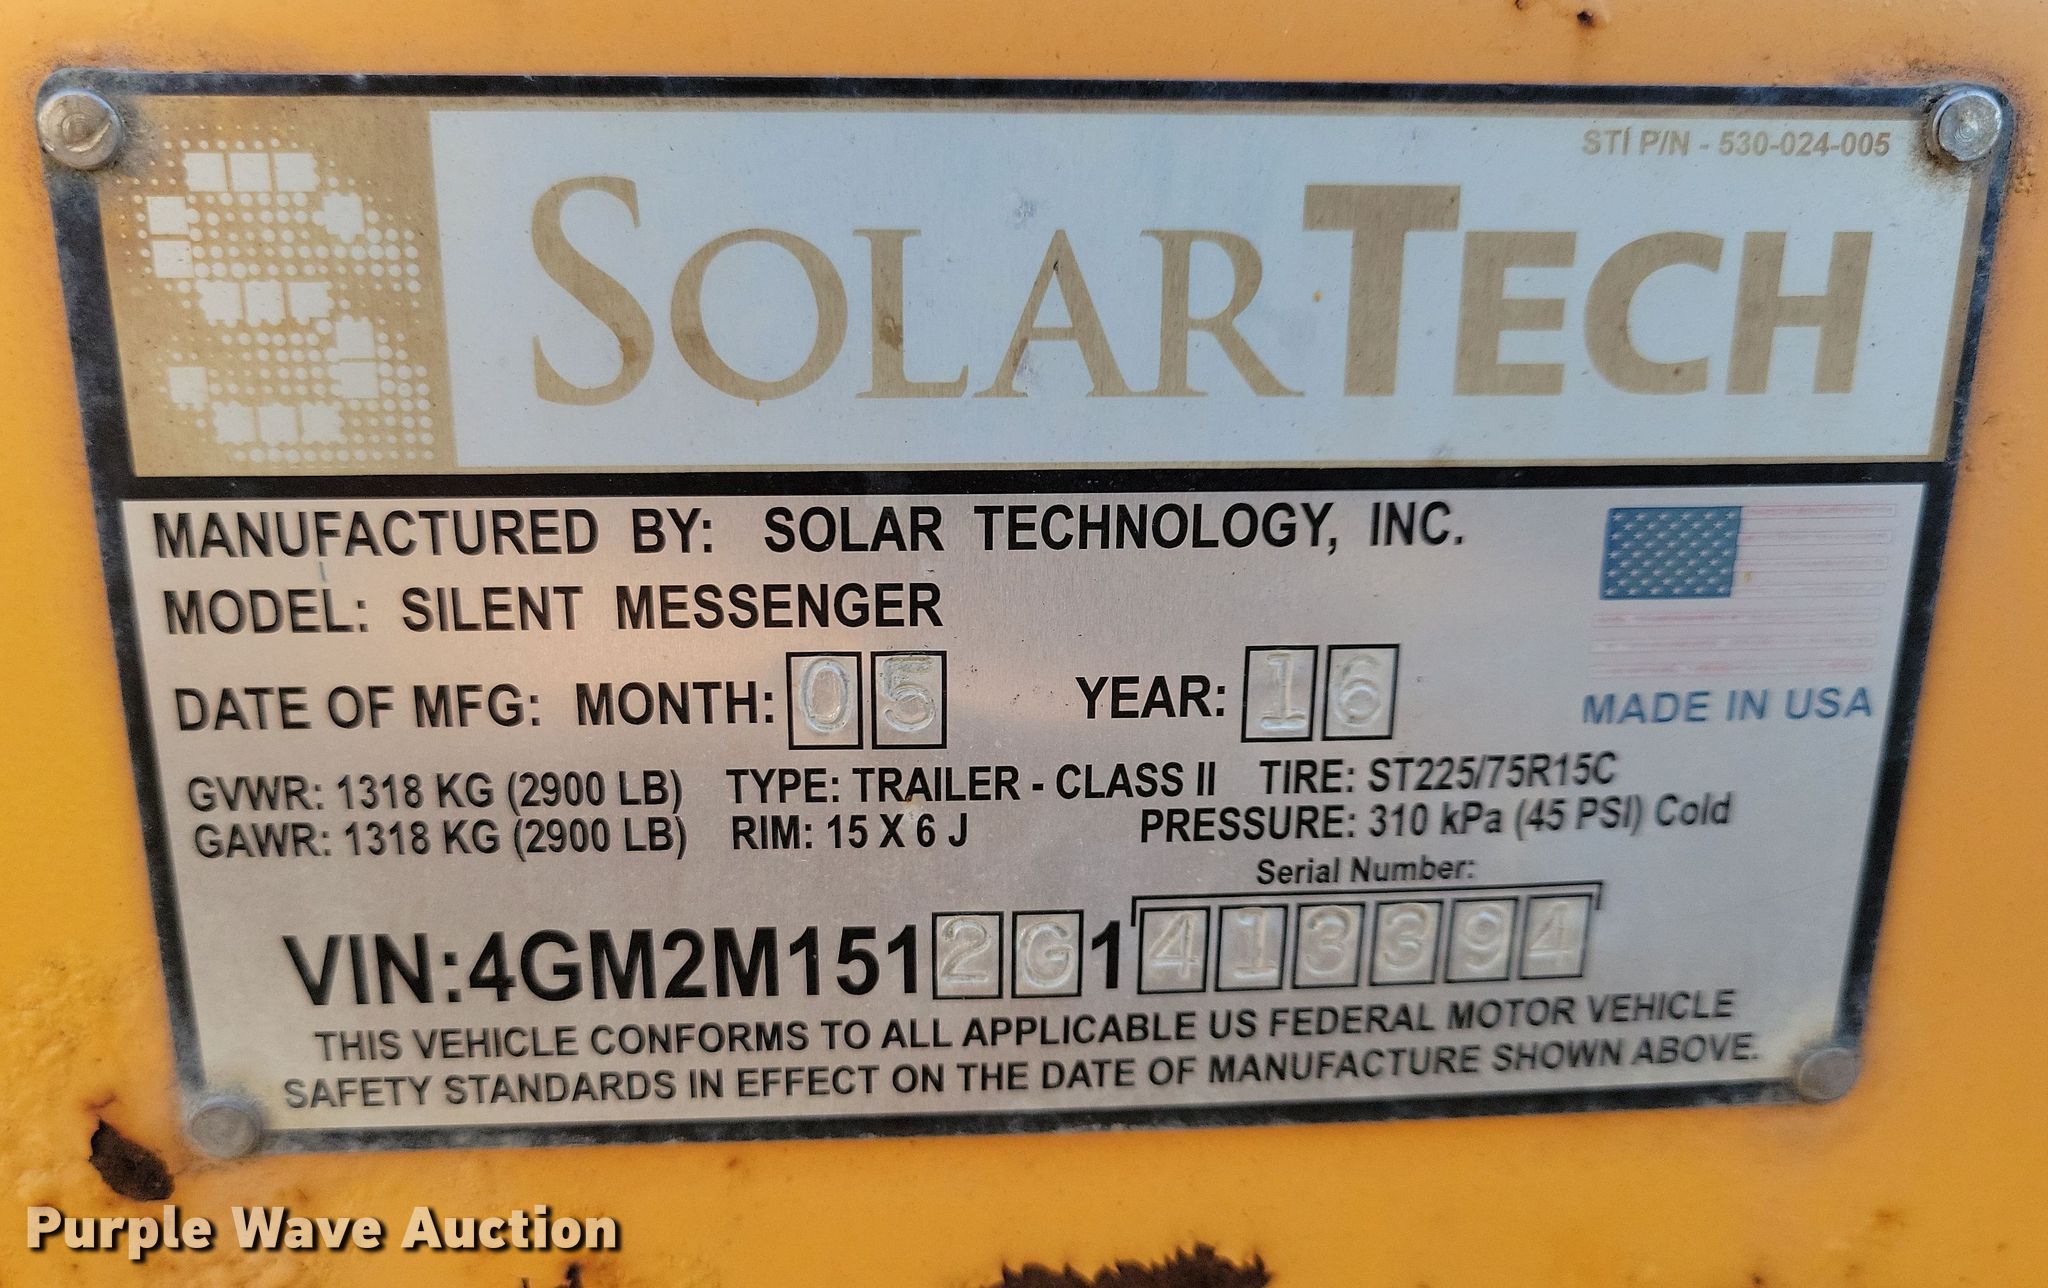 STI P/N - 530-024-005
SOLARTECH
MANUFACTURED BY: SOLAR TECHNOLOGY, INC.
MODEL: SILENT MESSENGER
DATE OF MFG: MONTH: 05 YEAR: 16
MADE IN USA
GVWR: 1318 KG (2900 LB) TYPE: TRAILER - CLASS II TIRE: ST225/75R15C
GAWR: 1318 KG (2900 LB) RIM: 15 X 6 J PRESSURE: 310 kPa (45 PSI) Cold
Serial Number:
VIN:4GM2M1512G1413394
THIS VEHICLE CONFORMS TO ALL APPLICABLE US FEDERAL MOTOR VEHICLE
SAFETY STANDARDS IN EFFECT ON THE DATE OF MANUFACTURE SHOWN ABOVE.
Purple Wave Auction